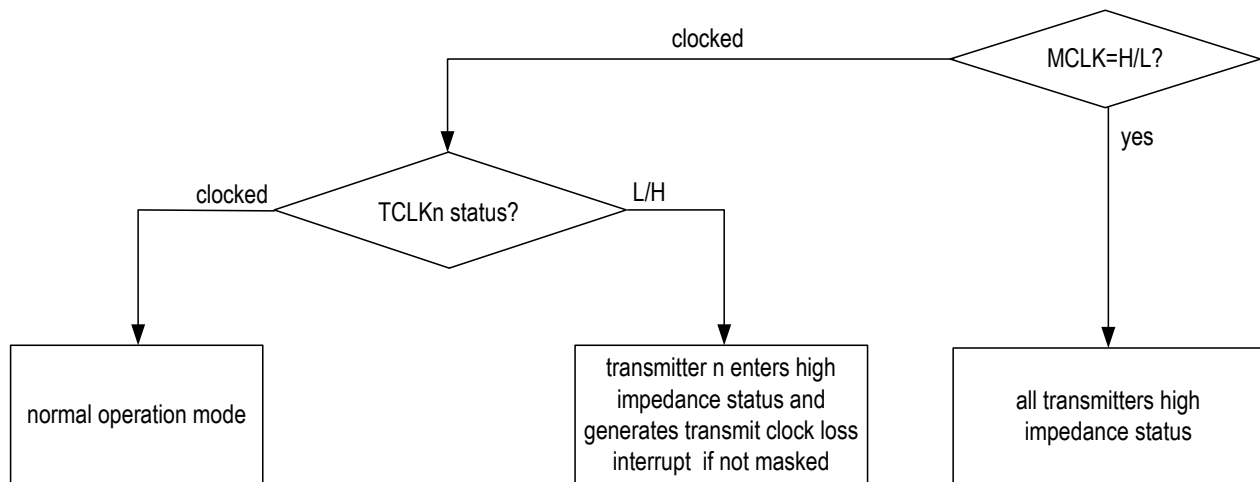 clocked
MCLK=H/L?
yes
clocked
TCLKn status?
L/H
normal operation mode
transmitter n enters high
impedance status and
generates transmit clock loss
interrupt if not masked
all transmitters high
impedance status